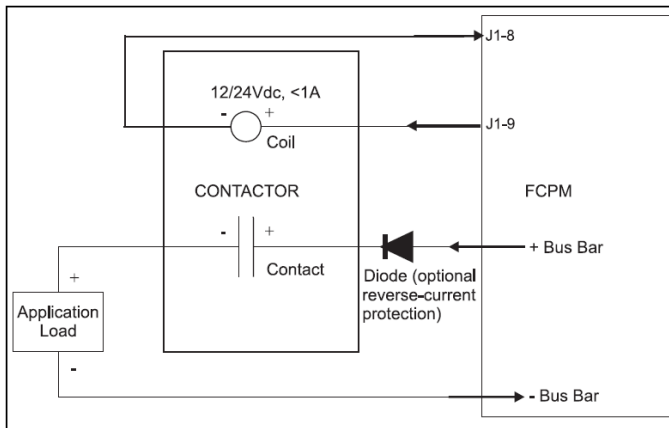 J1-8
12/24Vdc, <1A
- +
Coil
J1-9
CONTACTOR
FCPM
- +
Contact
+ Bus Bar
Diode (optional
reverse-current
protection)
+
Application
Load
-
- Bus Bar